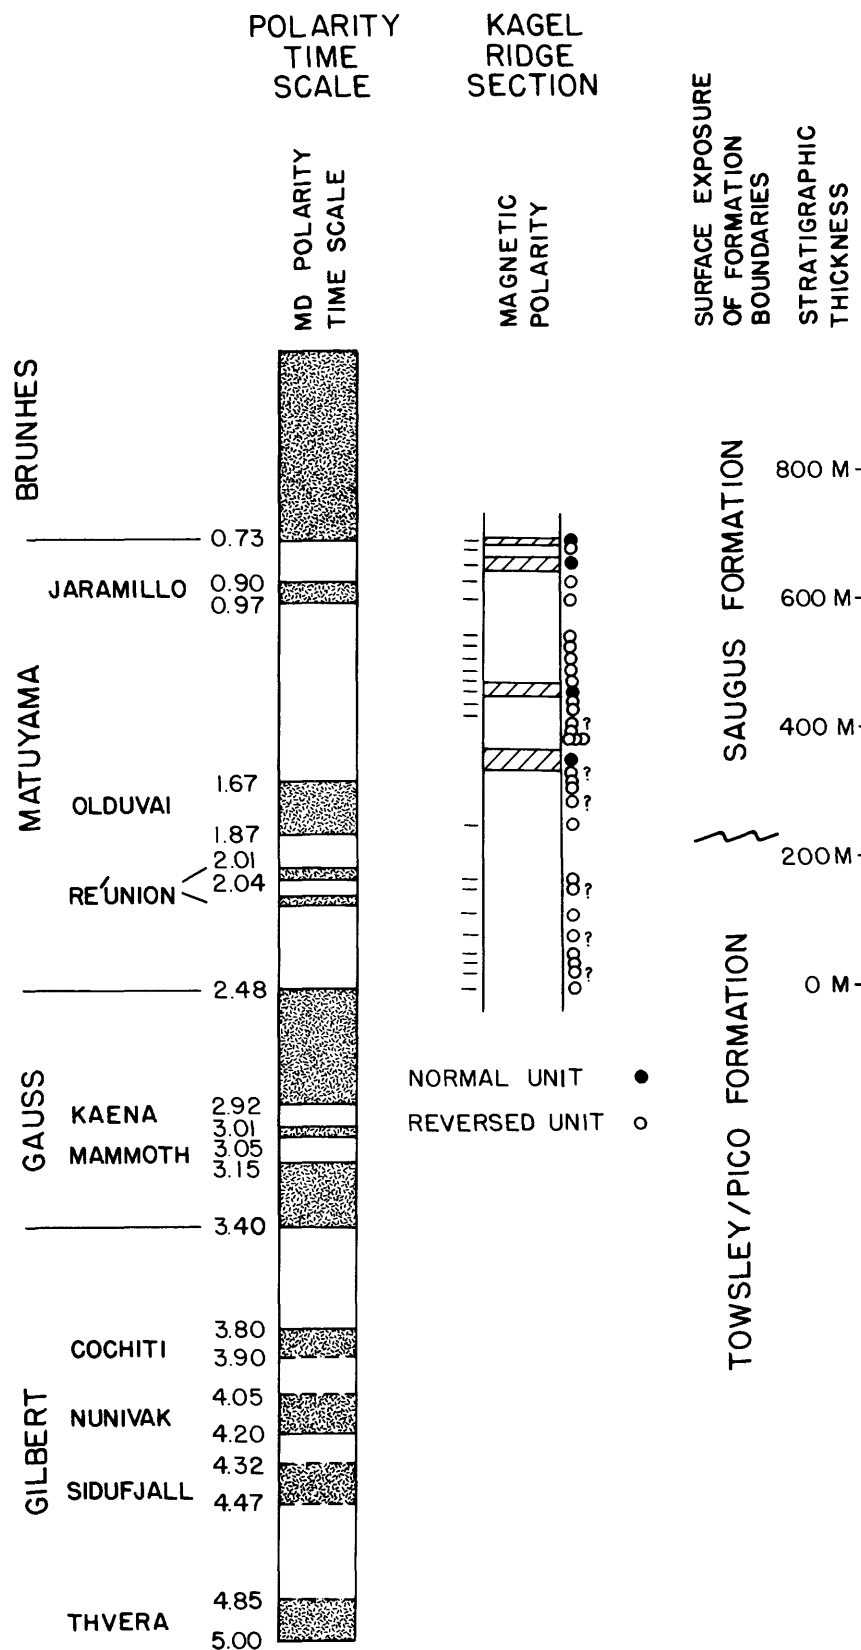 POLARITY
TIME
SCALE
KAGEL
RIDGE
SECTION
MD POLARITY
TIME SCALE
MAGNETIC
POLARITY
SURFACE EXPOSURE
OF FORMATION
BOUNDARIES
STRATIGRAPHIC
THICKNESS
BRUNHES
0.73
JARAMILLO
0.90
0.97
MATUYAMA
1.67
OLDUVAI
1.87
2.01
RÉUNION
2.04
2.48
GAUSS
KAENA
2.92
3.01
MAMMOTH
3.05
3.15
3.40
GILBERT
3.80
COCHITI
3.90
4.05
NUNIVAK
4.20
4.32
SIDUFJALL
4.47
4.85
THVERA
5.00
?
?
?
?
?
?
NORMAL UNIT
REVERSED UNIT
SAUGUS FORMATION
TOWSLEY/PICO FORMATION
800 M
600 M
400 M
200 M
0 M